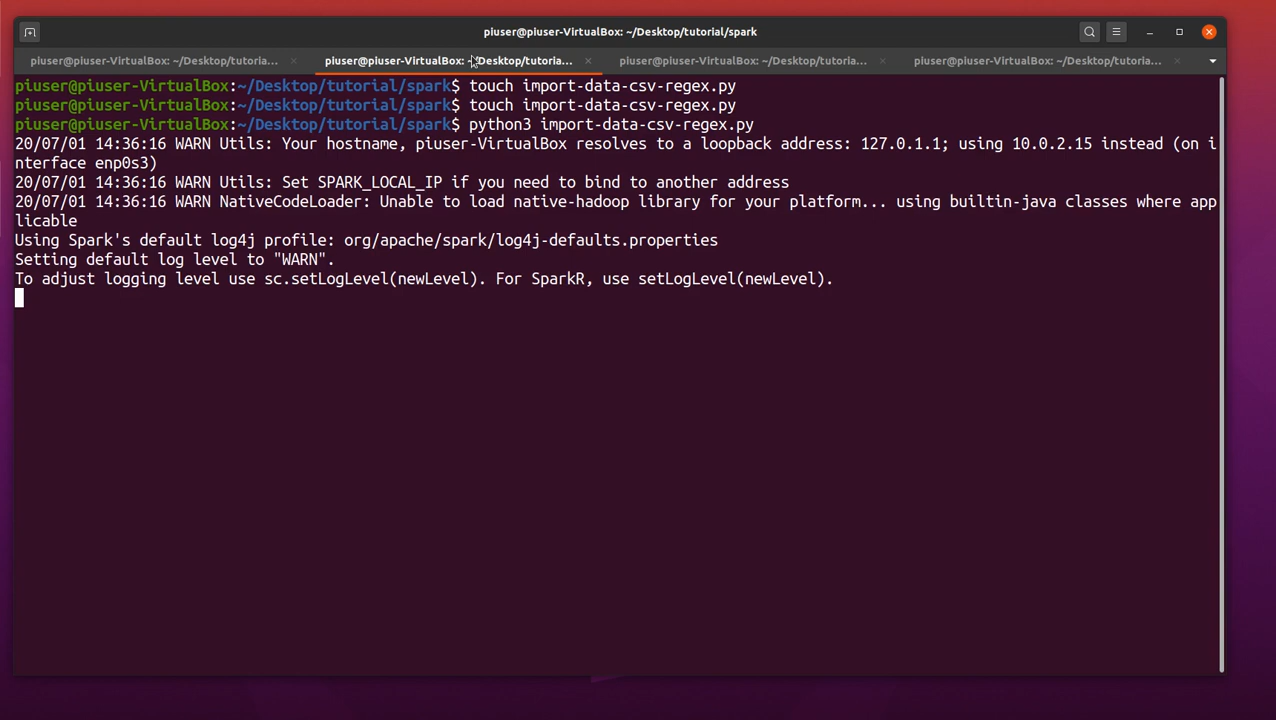 piuser@piuser-VirtualBox: ~/Desktop/tutorial/spark
piuser@piuser-VirtualBox: ~/Desktop/tutoria... piuser@piuser-VirtualBox: ~/Desktop/tutoria... piuser@piuser-VirtualBox: ~/Desktop/tutoria... piuser@piuser-VirtualBox: ~/Desktop/tutoria...
piuser@piuser-VirtualBox:~/Desktop/tutorial/spark$ touch import-data-csv-regex.py
piuser@piuser-VirtualBox:~/Desktop/tutorial/spark$ touch import-data-csv-regex.py
piuser@piuser-VirtualBox:~/Desktop/tutorial/spark$ python3 import-data-csv-regex.py
20/07/01 14:36:16 WARN Utils: Your hostname, piuser-VirtualBox resolves to a loopback address: 127.0.1.1; using 10.0.2.15 instead (on i
nterface enp0s3)
20/07/01 14:36:16 WARN Utils: Set SPARK_LOCAL_IP if you need to bind to another address
20/07/01 14:36:16 WARN NativeCodeLoader: Unable to load native-hadoop library for your platform... using builtin-java classes where app
licable
Using Spark's default log4j profile: org/apache/spark/log4j-defaults.properties
Setting default log level to "WARN".
To adjust logging level use sc.setLogLevel(newLevel). For SparkR, use setLogLevel(newLevel).